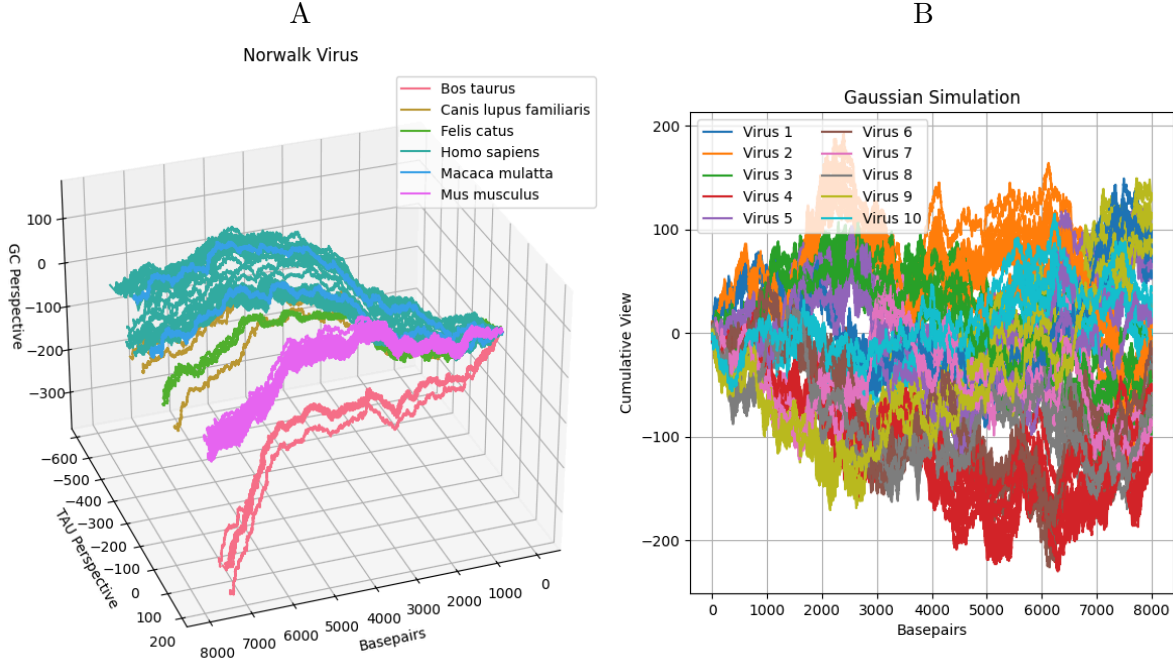 A
B
Norwalk Virus
Bos taurus
Canis lupus familiaris
Felis catus
Homo sapiens
Macaca mulatta
Mus musculus
GC Perspective
100
0
−100
−200
−300
TAU Perspective
−600
−500
−400
−300
−200
−100
0
100
200
8000
7000
6000
5000
4000
3000
2000
1000
0
Basepairs
Gaussian Simulation
Virus 1
Virus 2
Virus 3
Virus 4
Virus 5
Virus 6
Virus 7
Virus 8
Virus 9
Virus 10
Cumulative View
200
100
0
−100
−200
0
1000
2000
3000
4000
5000
6000
7000
8000
Basepairs